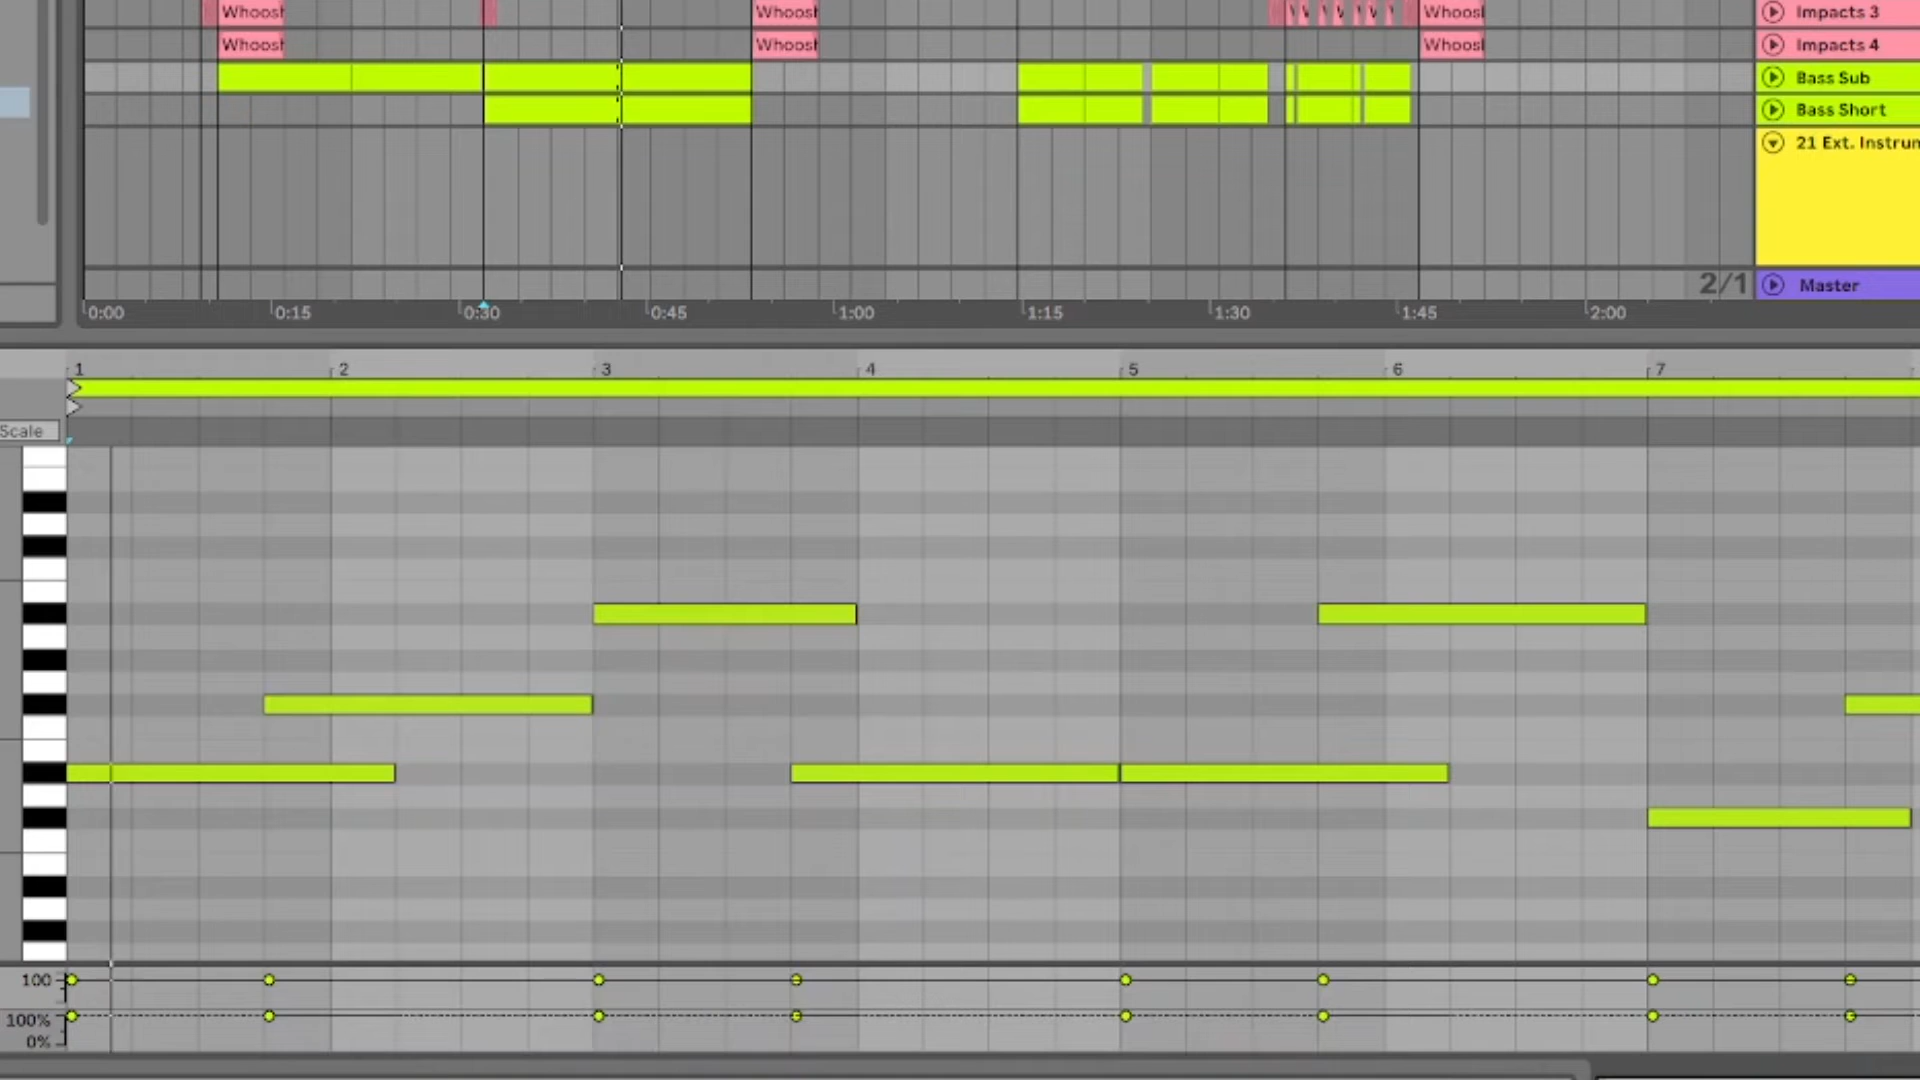 Whoosh Whoosh Whoosh Impacts 3
Whoosh Whoosh Whoosh Impacts 4
Bass Sub
Bass Short
21 Ext. Instrum
2/1 Master
0:00 0:15 0:30 0:45 1:00 1:15 1:30 1:45 2:00
1 2 3 4 5 6 7
Scale
100
100%
0%